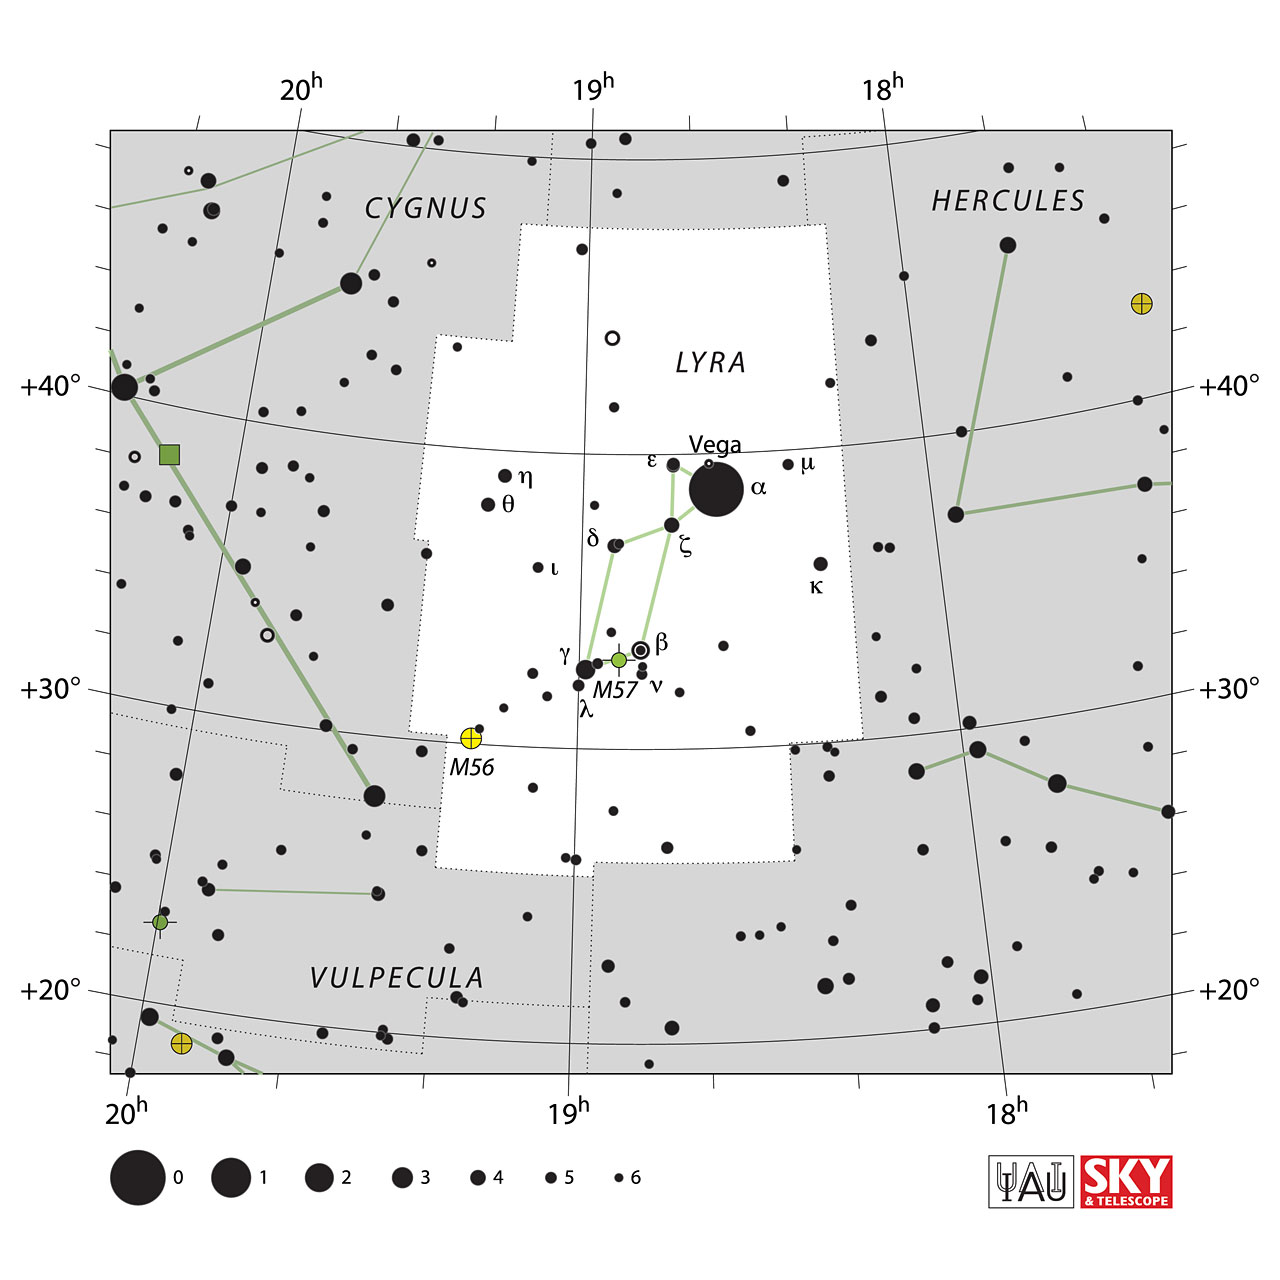 20h 19h 18h
CYGNUS
HERCULES
LYRA
+40° +40°
Vega
ε α μ
η
θ
δ ζ
ι κ
γ β
M57 ν
λ
+30° +30°
M56
VULPECULA
+20° +20°
20h 19h 18h
0 1 2 3 4 5 6
IAU
SKY
& TELESCOPE